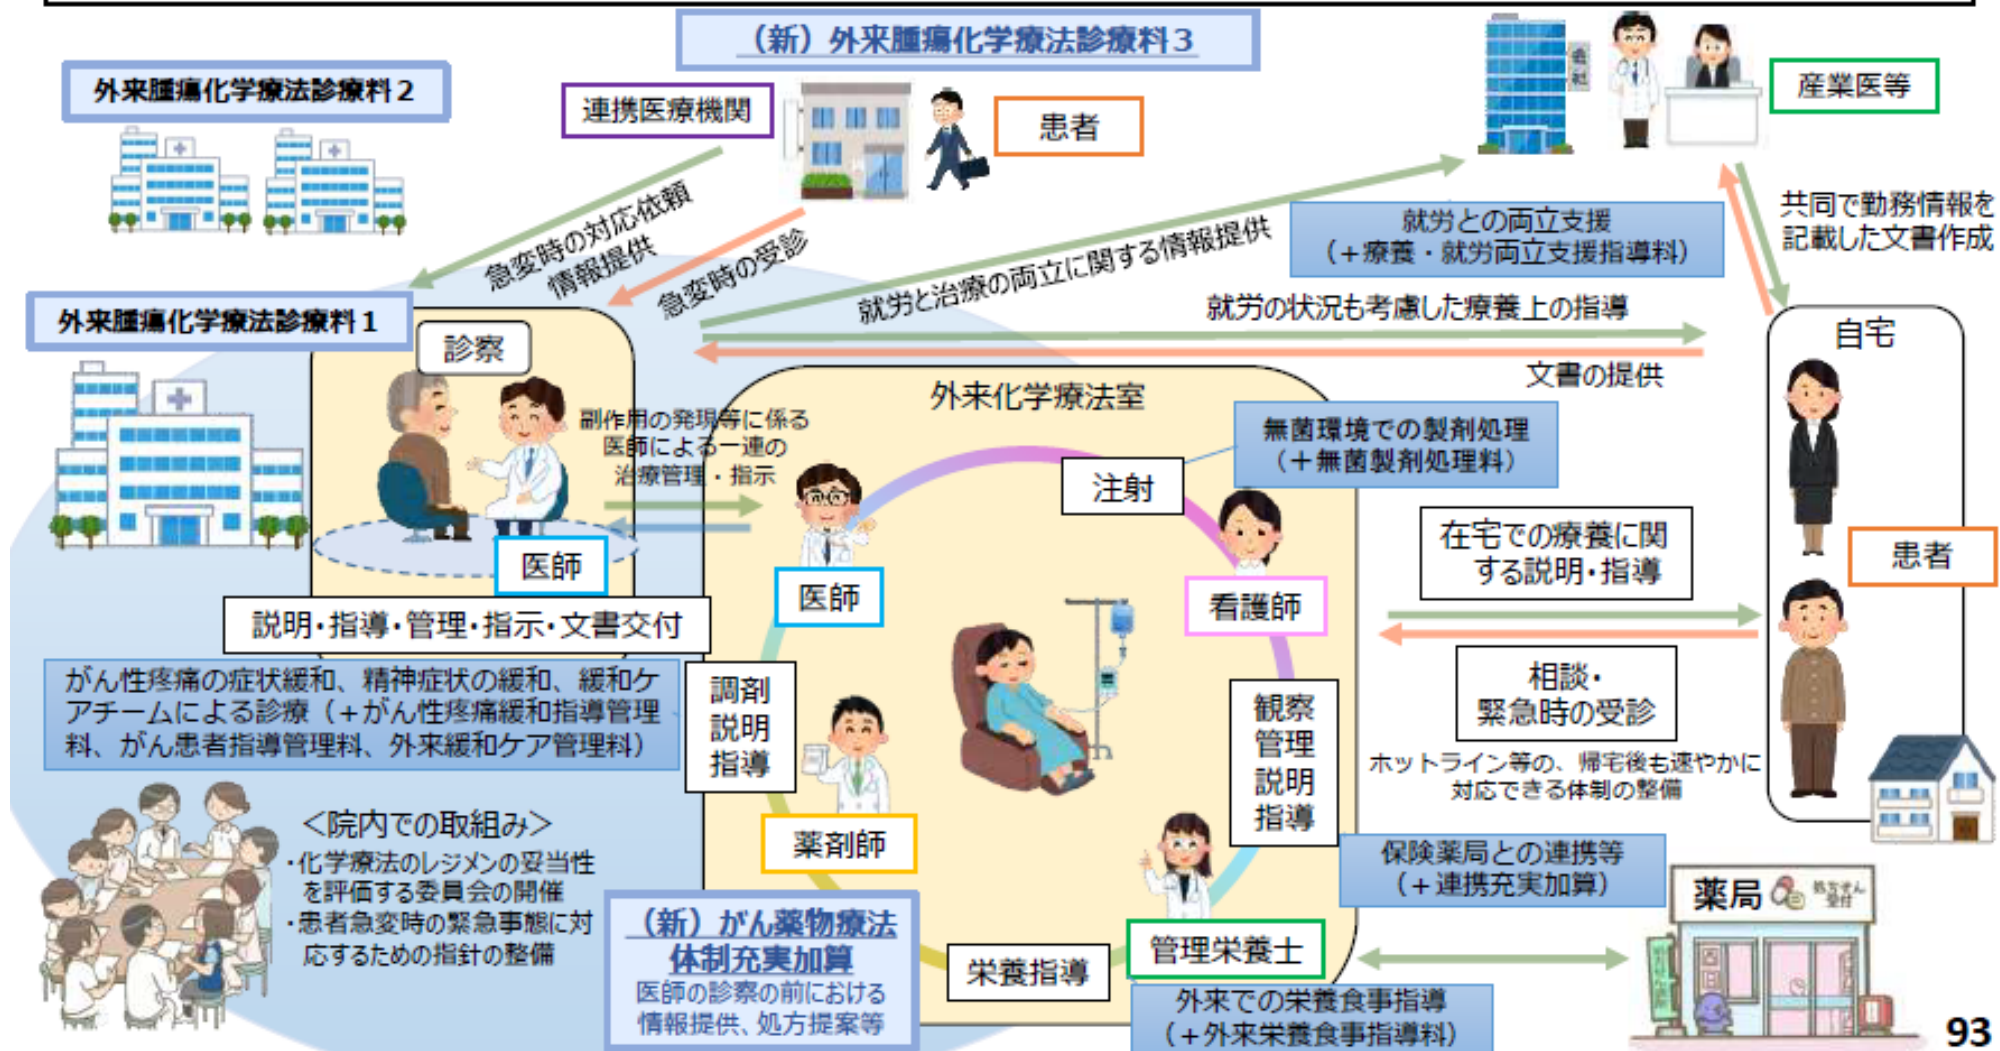 （新）外来腫瘍化学療法診療料３
外来腫瘍化学療法診療料２
連携医療機関
患者
会社
産業医等
急変時の対応依頼
情報提供
急変時の受診
就労と治療の両立に関する情報提供
就労との両立支援
（＋療養・就労両立支援指導料）
共同で勤務情報を
記載した文書作成
外来腫瘍化学療法診療料１
就労の状況も考慮した療養上の指導
文書の提供
自宅
診察
副作用の発現等に係る
医師による一連の
治療管理・指示
医師
外来化学療法室
無菌環境での製剤処理
（＋無菌製剤処理料）
注射
医師
看護師
在宅での療養に関
する説明・指導
患者
説明・指導・管理・指示・文書交付
がん性疼痛の症状緩和、精神症状の緩和、緩和ケ
アチームによる診療（＋がん性疼痛緩和指導管理
料、がん患者指導管理料、外来緩和ケア管理料）
調剤
説明
指導
観察
管理
説明
指導
相談・
緊急時の受診
ホットライン等の、帰宅後も速やかに
対応できる体制の整備
薬剤師
＜院内での取組み＞
・化学療法のレジメンの妥当性
を評価する委員会の開催
・患者急変時の緊急事態に対
応するための指針の整備
（新）がん薬物療法
体制充実加算
医師の診察の前における
情報提供、処方提案等
栄養指導
管理栄養士
保険薬局との連携等
（＋連携充実加算）
外来での栄養食事指導
（＋外来栄養食事指導料）
薬局
処方せん
受付
93